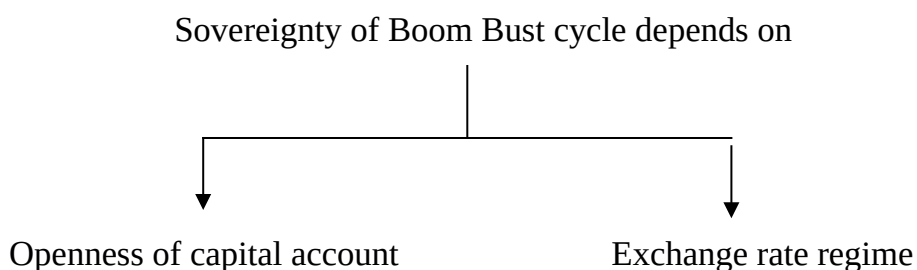 Sovereignty of Boom Bust cycle depends on
Openness of capital account
Exchange rate regime